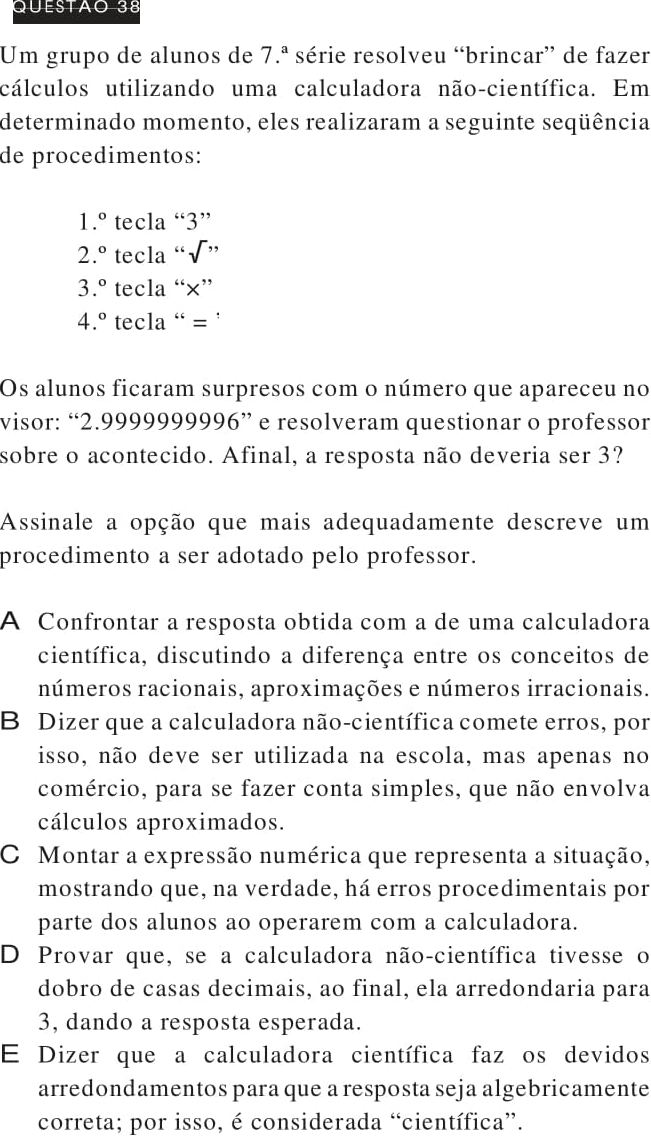 QUESTÃO 38
Um grupo de alunos de 7.ª série resolveu “brincar” de fazer
cálculos utilizando uma calculadora não-científica. Em
determinado momento, eles realizaram a seguinte seqüência
de procedimentos:
1.º tecla “3”
2.º tecla “√”
3.º tecla “×”
4.º tecla “ = ’
Os alunos ficaram surpresos com o número que apareceu no
visor: “2.9999999996” e resolveram questionar o professor
sobre o acontecido. Afinal, a resposta não deveria ser 3?
Assinale a opção que mais adequadamente descreve um
procedimento a ser adotado pelo professor.
A Confrontar a resposta obtida com a de uma calculadora
científica, discutindo a diferença entre os conceitos de
números racionais, aproximações e números irracionais.
B Dizer que a calculadora não-científica comete erros, por
isso, não deve ser utilizada na escola, mas apenas no
comércio, para se fazer conta simples, que não envolva
cálculos aproximados.
C Montar a expressão numérica que representa a situação,
mostrando que, na verdade, há erros procedimentais por
parte dos alunos ao operarem com a calculadora.
D Provar que, se a calculadora não-científica tivesse o
dobro de casas decimais, ao final, ela arredondaria para
3, dando a resposta esperada.
E Dizer que a calculadora científica faz os devidos
arredondamentos para que a resposta seja algebricamente
correta; por isso, é considerada “científica”.